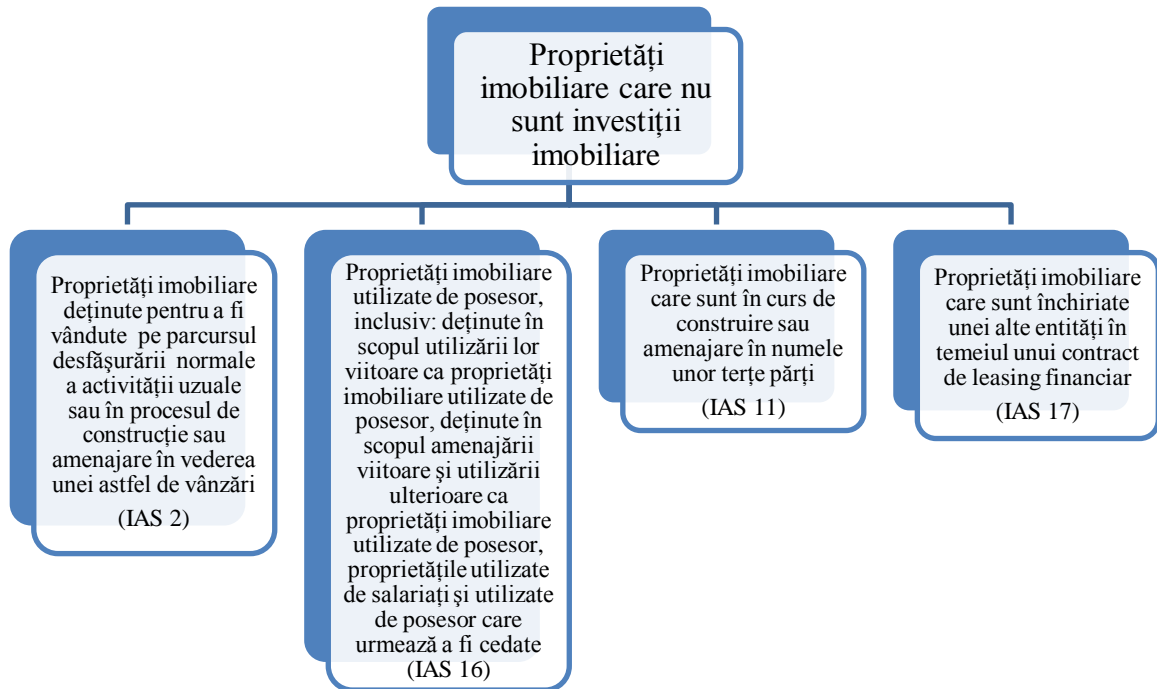 Proprietăți
imobiliare care nu
sunt investiții
imobiliare
Proprietăți imobiliare
deținute pentru a fi
vândute pe parcursul
desfăşurării normale
a activității uzuale
sau în procesul de
construcție sau
amenajare în vederea
unei astfel de vânzări
(IAS 2)
Proprietăți imobiliare
utilizate de posesor,
inclusiv: deținute în
scopul utilizării lor
viitoare ca proprietăți
imobiliare utilizate de
posesor, deținute în
scopul amenajării
viitoare şi utilizării
ulterioare ca
proprietăți imobiliare
utilizate de posesor,
proprietățile utilizate
de salariați şi utilizate
de posesor care
urmează a fi cedate
(IAS 16)
Proprietăți imobiliare
care sunt în curs de
construire sau
amenajare în numele
unor terțe părți
(IAS 11)
Proprietăți imobiliare
care sunt închiriate
unei alte entități în
temeiul unui contract
de leasing financiar
(IAS 17)